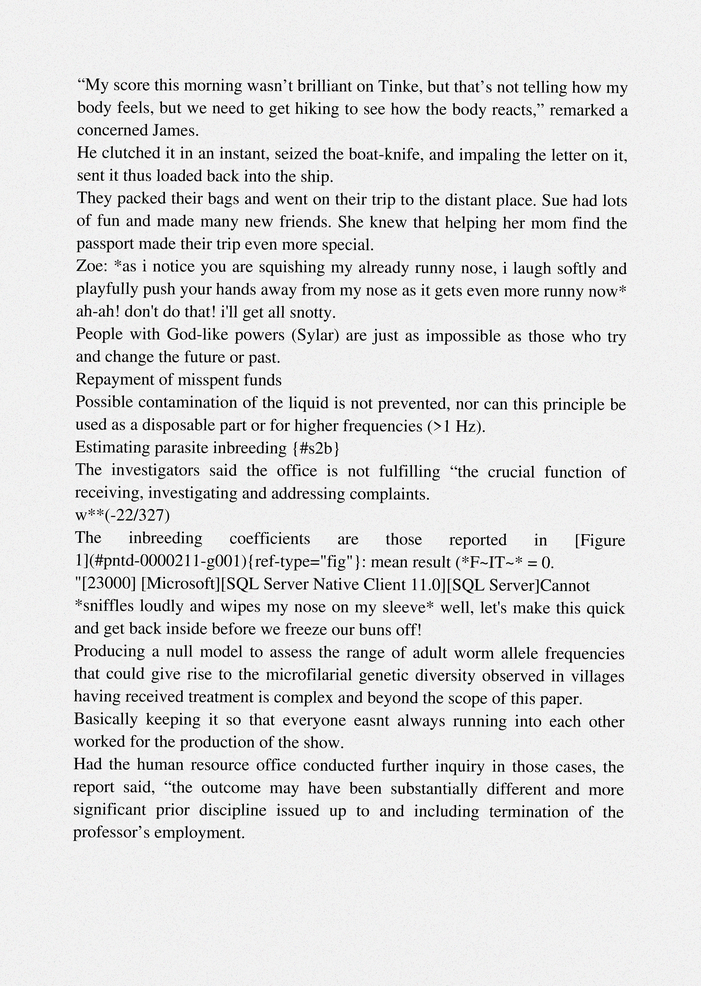 “My score this morning wasn’t brilliant on Tinke, but that’s not telling how my
body feels, but we need to get hiking to see how the body reacts,” remarked a
concerned James.
He clutched it in an instant, seized the boat-knife, and impaling the letter on it,
sent it thus loaded back into the ship.
They packed their bags and went on their trip to the distant place. Sue had lots
of fun and made many new friends. She knew that helping her mom find the
passport made their trip even more special.
Zoe: *as i notice you are squishing my already runny nose, i laugh softly and
playfully push your hands away from my nose as it gets even more runny now*
ah-ah! don't do that! i'll get all snotty.
People with God-like powers (Sylar) are just as impossible as those who try
and change the future or past.
Repayment of misspent funds
Possible contamination of the liquid is not prevented, nor can this principle be
used as a disposable part or for higher frequencies (>1 Hz).
Estimating parasite inbreeding {#s2b}
The investigators said the office is not fulfilling “the crucial function of
receiving, investigating and addressing complaints.
w**(-22/327)
The inbreeding coefficients are those reported in [Figure
1](#pntd-0000211-g001){ref-type="fig"}: mean result (*F~IT~* = 0.
"[23000] [Microsoft][SQL Server Native Client 11.0][SQL Server]Cannot
*sniffles loudly and wipes my nose on my sleeve* well, let's make this quick
and get back inside before we freeze our buns off!
Producing a null model to assess the range of adult worm allele frequencies
that could give rise to the microfilarial genetic diversity observed in villages
having received treatment is complex and beyond the scope of this paper.
Basically keeping it so that everyone easnt always running into each other
worked for the production of the show.
Had the human resource office conducted further inquiry in those cases, the
report said, “the outcome may have been substantially different and more
significant prior discipline issued up to and including termination of the
professor’s employment.